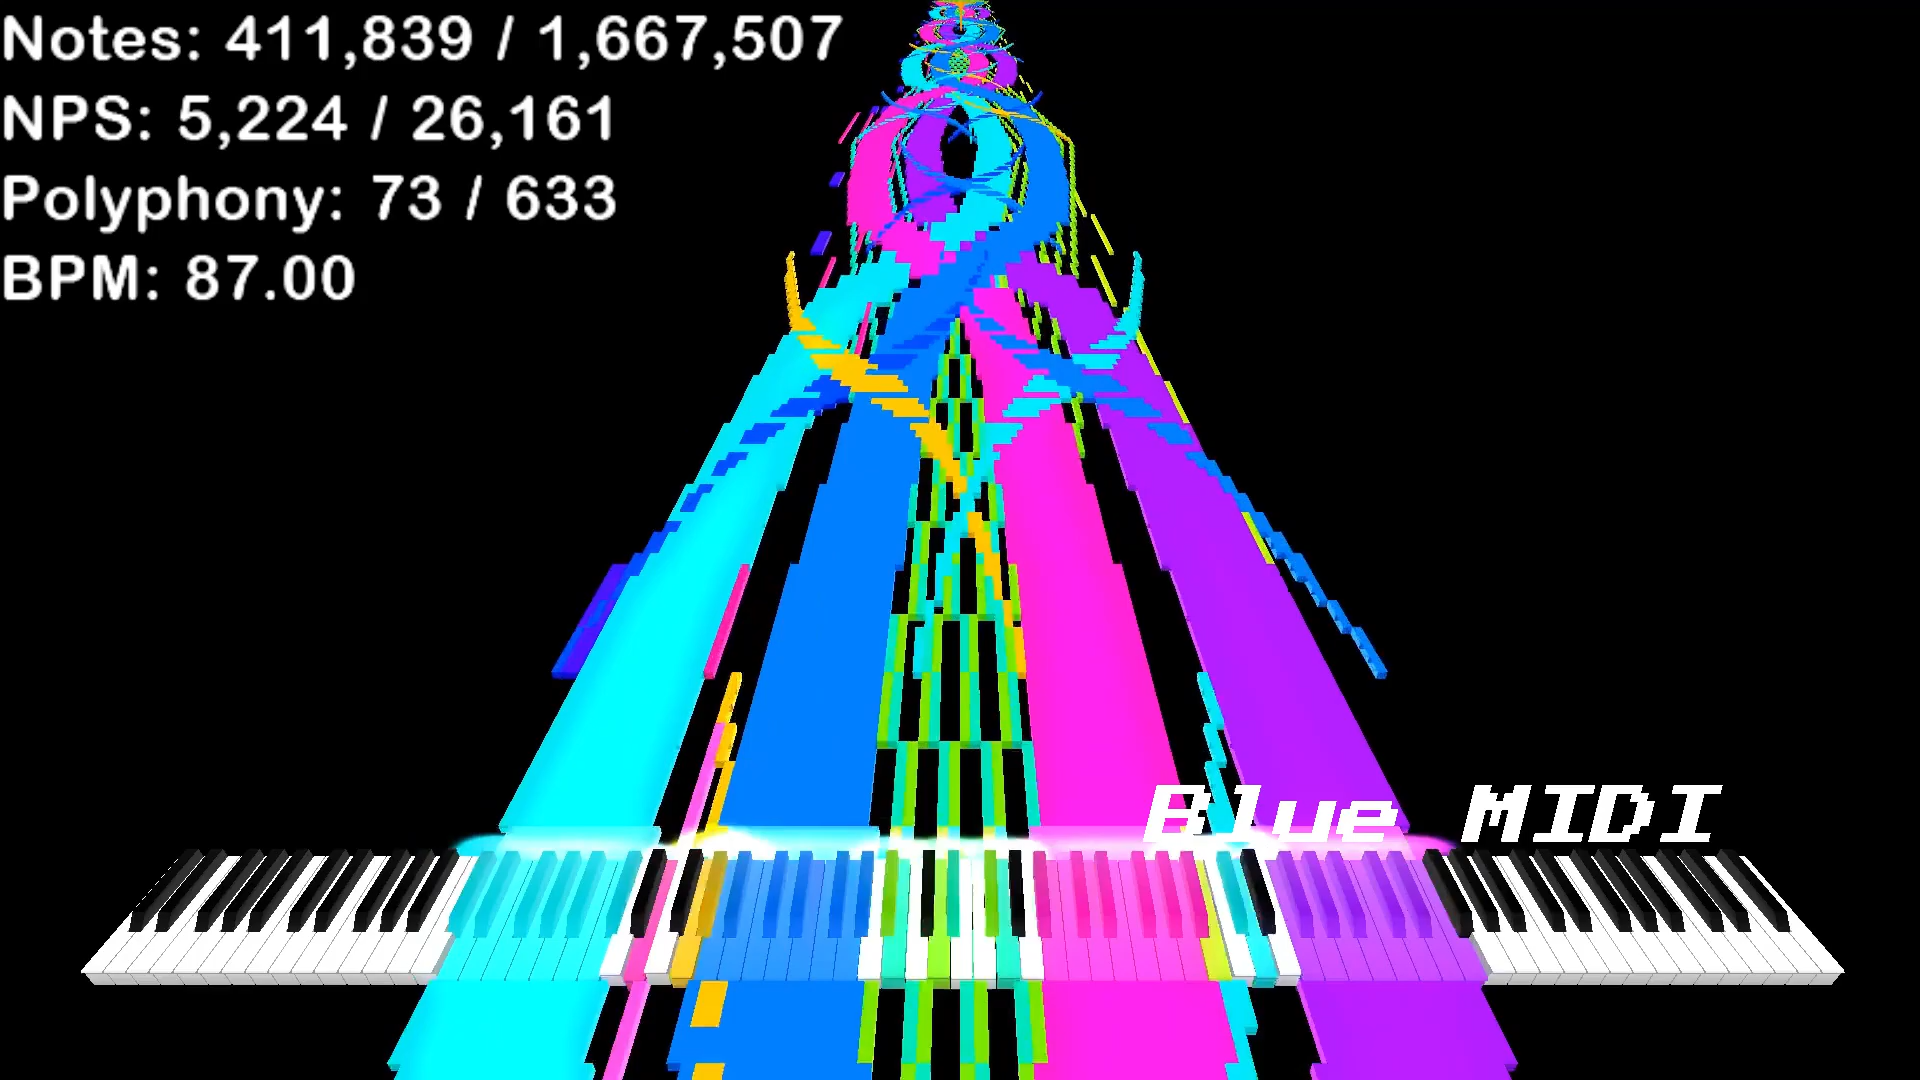 Notes: 411,839 / 1,667,507
NPS: 5,224 / 26,161
Polyphony: 73 / 633
BPM: 87.00
Blue MIDI